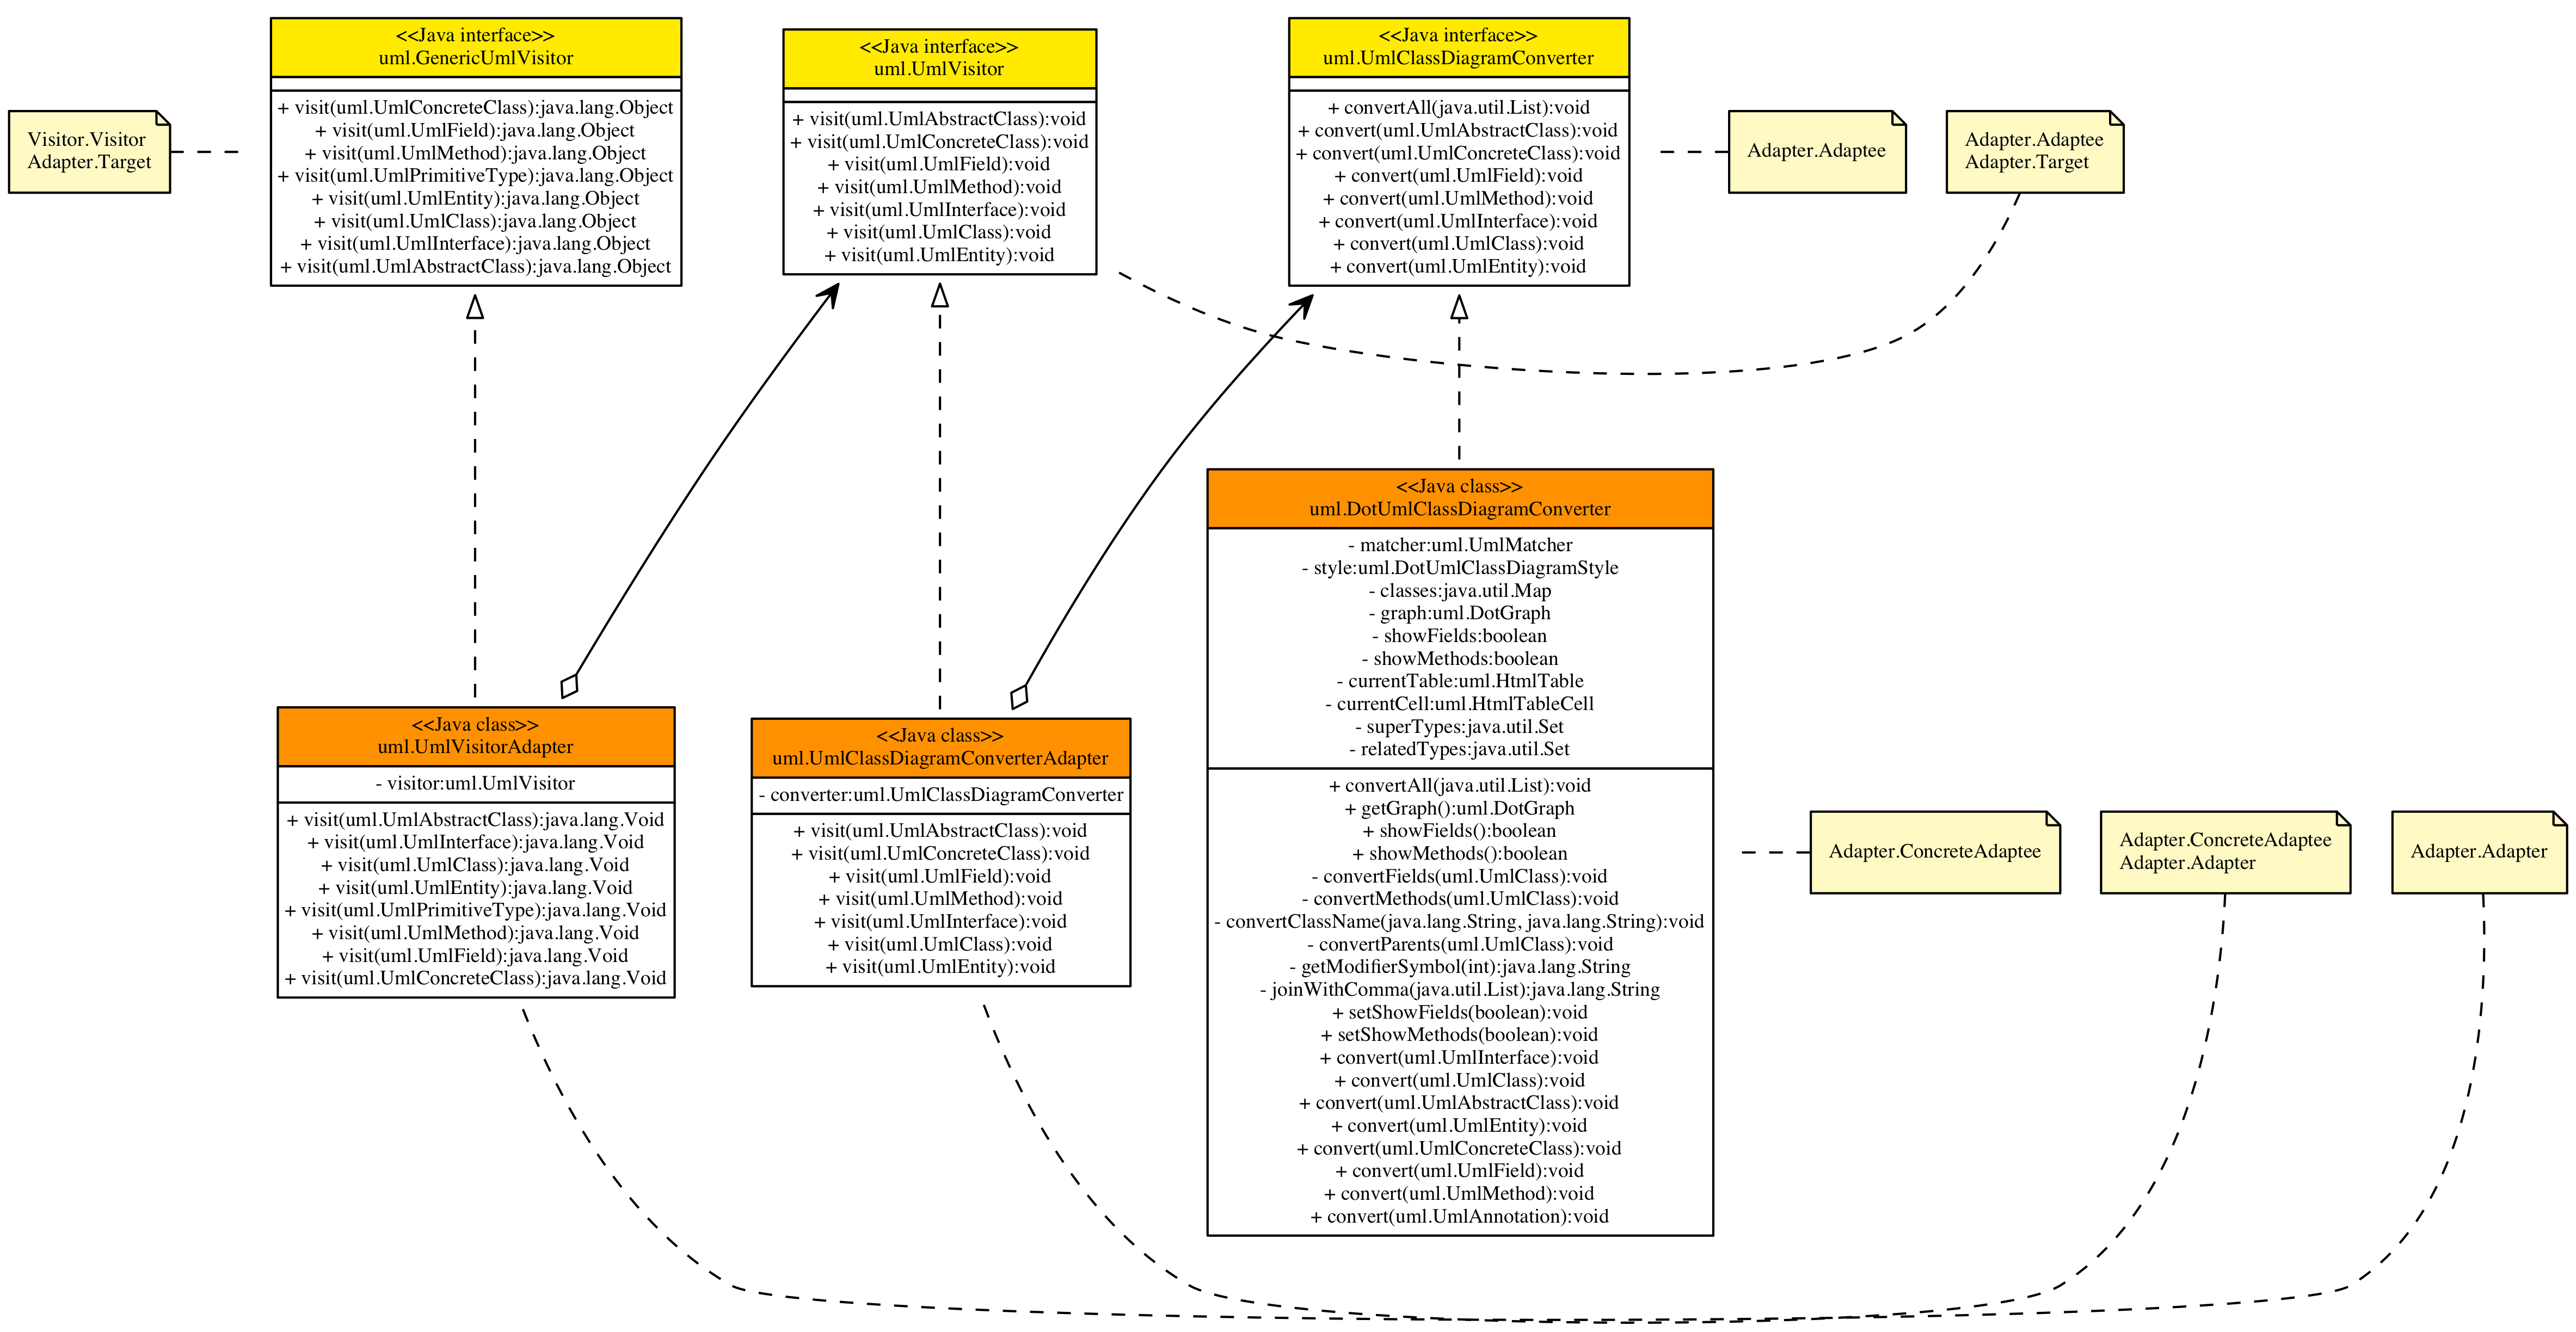 <<Java interface>>
uml.GenericUmlVisitor
+ visit(uml.UmlConcreteClass):java.lang.Object
+ visit(uml.UmlField):java.lang.Object
+ visit(uml.UmlMethod):java.lang.Object
+ visit(uml.UmlPrimitiveType):java.lang.Object
+ visit(uml.UmlEntity):java.lang.Object
+ visit(uml.UmlClass):java.lang.Object
+ visit(uml.UmlInterface):java.lang.Object
+ visit(uml.UmlAbstractClass):java.lang.Object
<<Java interface>>
uml.UmlVisitor
+ visit(uml.UmlAbstractClass):void
+ visit(uml.UmlConcreteClass):void
+ visit(uml.UmlField):void
+ visit(uml.UmlMethod):void
+ visit(uml.UmlInterface):void
+ visit(uml.UmlClass):void
+ visit(uml.UmlEntity):void
<<Java interface>>
uml.UmlClassDiagramConverter
+ convertAll(java.util.List):void
+ convert(uml.UmlAbstractClass):void
+ convert(uml.UmlConcreteClass):void
+ convert(uml.UmlField):void
+ convert(uml.UmlMethod):void
+ convert(uml.UmlInterface):void
+ convert(uml.UmlClass):void
+ convert(uml.UmlEntity):void
Visitor.Visitor
Adapter.Target
Adapter.Adaptee
Adapter.Adaptee
Adapter.Target
<<Java class>>
uml.UmlVisitorAdapter
- visitor:uml.UmlVisitor
+ visit(uml.UmlAbstractClass):java.lang.Void
+ visit(uml.UmlInterface):java.lang.Void
+ visit(uml.UmlClass):java.lang.Void
+ visit(uml.UmlEntity):java.lang.Void
+ visit(uml.UmlPrimitiveType):java.lang.Void
+ visit(uml.UmlMethod):java.lang.Void
+ visit(uml.UmlField):java.lang.Void
+ visit(uml.UmlConcreteClass):java.lang.Void
<<Java class>>
uml.UmlClassDiagramConverterAdapter
- converter:uml.UmlClassDiagramConverter
+ visit(uml.UmlAbstractClass):void
+ visit(uml.UmlConcreteClass):void
+ visit(uml.UmlField):void
+ visit(uml.UmlMethod):void
+ visit(uml.UmlInterface):void
+ visit(uml.UmlClass):void
+ visit(uml.UmlEntity):void
<<Java class>>
uml.DotUmlClassDiagramConverter
- matcher:uml.UmlMatcher
- style:uml.DotUmlClassDiagramStyle
- classes:java.util.Map
- graph:uml.DotGraph
- showFields:boolean
- showMethods:boolean
- currentTable:uml.HtmlTable
- currentCell:uml.HtmlTableCell
- superTypes:java.util.Set
- relatedTypes:java.util.Set
+ convertAll(java.util.List):void
+ getGraph():uml.DotGraph
+ showFields():boolean
+ showMethods():boolean
- convertFields(uml.UmlClass):void
- convertMethods(uml.UmlClass):void
- convertClassName(java.lang.String, java.lang.String):void
- convertParents(uml.UmlClass):void
- getModifierSymbol(int):java.lang.String
- joinWithComma(java.util.List):java.lang.String
+ setShowFields(boolean):void
+ setShowMethods(boolean):void
+ convert(uml.UmlInterface):void
+ convert(uml.UmlClass):void
+ convert(uml.UmlAbstractClass):void
+ convert(uml.UmlEntity):void
+ convert(uml.UmlConcreteClass):void
+ convert(uml.UmlField):void
+ convert(uml.UmlMethod):void
+ convert(uml.UmlAnnotation):void
Adapter.ConcreteAdaptee
Adapter.ConcreteAdaptee
Adapter.Adapter
Adapter.Adapter